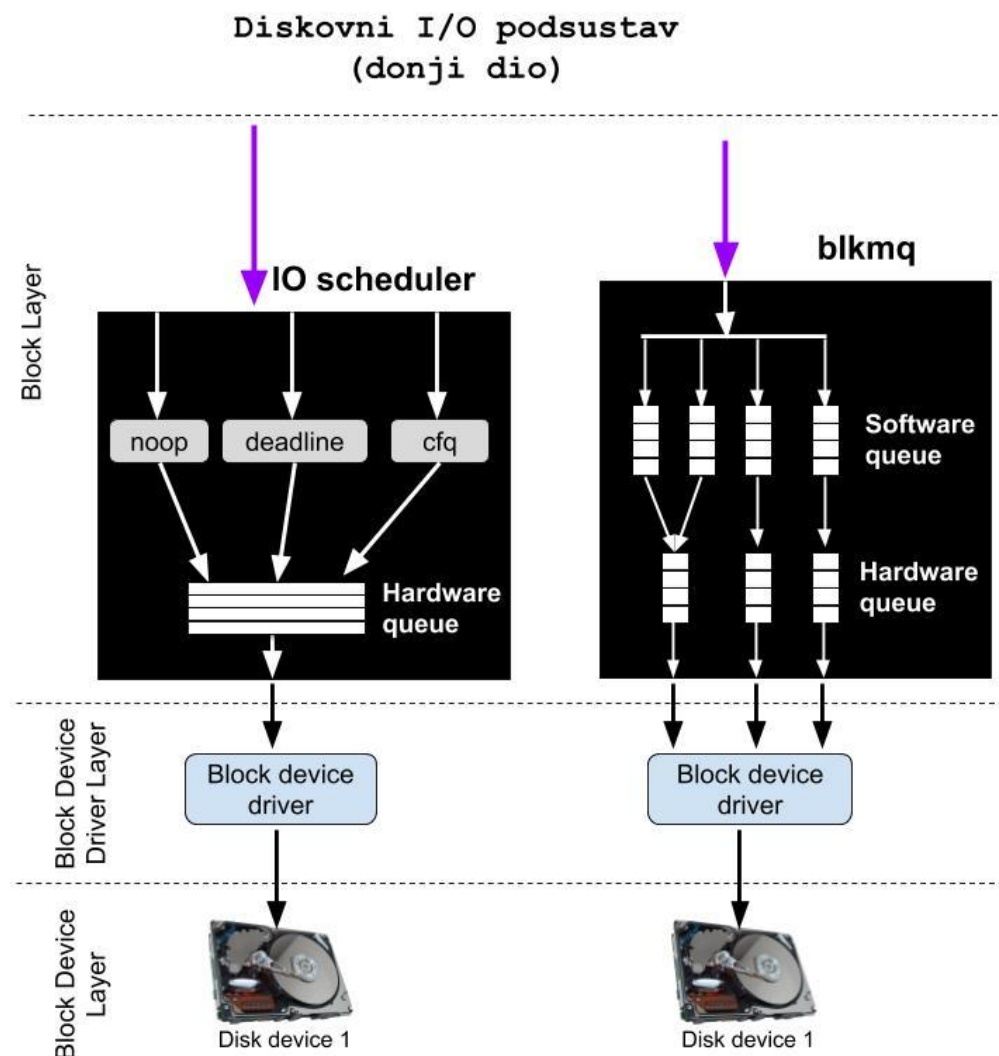 Diskovni I/O podsustav
(donji dio)
Block Layer
IO scheduler
noop
deadline
cfq
Hardware
queue
blkmq
Software
queue
Hardware
queue
Block Device
Driver Layer
Block device
driver
Block device
driver
Block Device
Layer
Disk device 1
Disk device 1